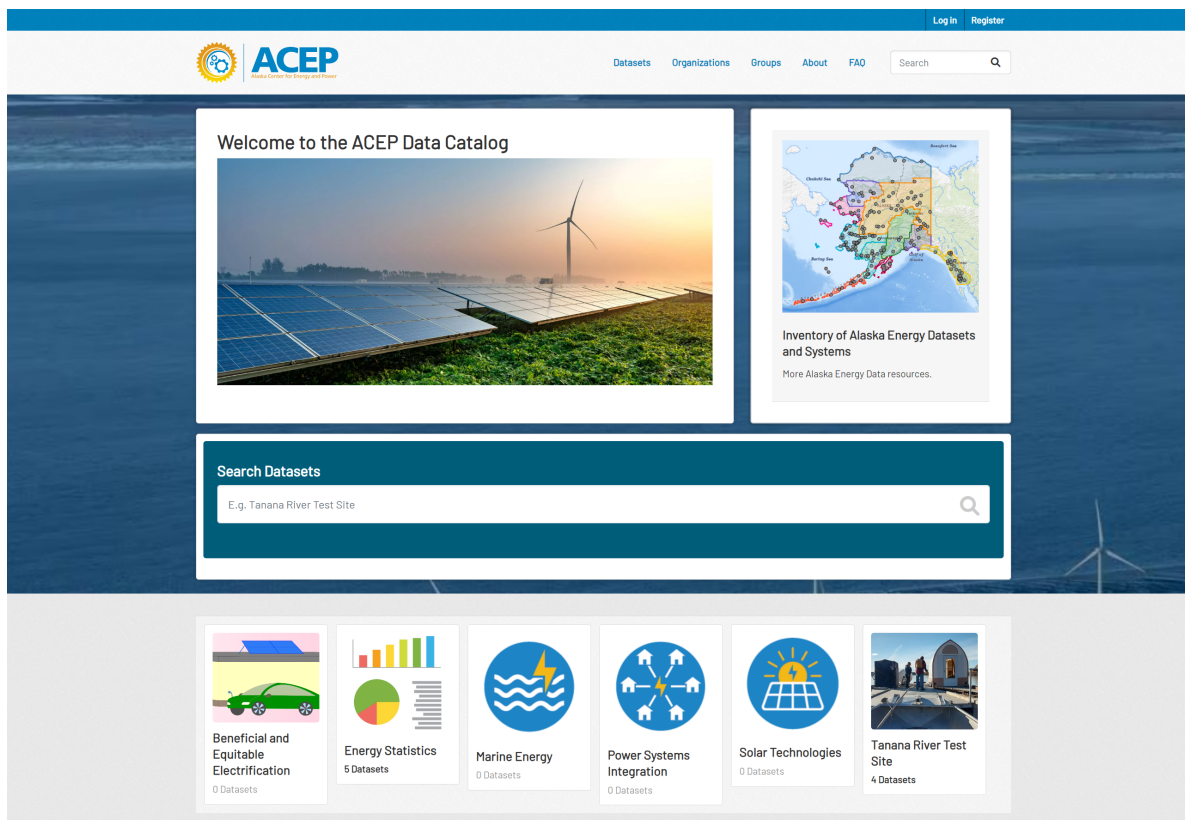 Log in Register
ACEP
Alaska Center for Energy and Power
Datasets Organizations Groups About FAQ Search
Welcome to the ACEP Data Catalog
Beaufort Sea
Chukchi Sea
Bering Sea
Gulf of
Alaska
Inventory of Alaska Energy Datasets
and Systems
More Alaska Energy Data resources.
Search Datasets
E.g. Tanana River Test Site
Beneficial and
Equitable
Electrification
0 Datasets
Energy Statistics
5 Datasets
Marine Energy
0 Datasets
Power Systems
Integration
0 Datasets
Solar Technologies
0 Datasets
Tanana River Test
Site
4 Datasets